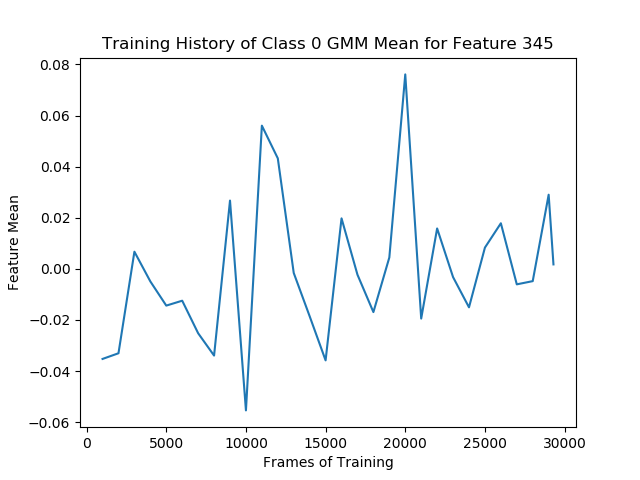 Training History of Class 0 GMM Mean for Feature 345
0.08
0.06
0.04
0.02
0.00
−0.02
−0.04
−0.06
Feature Mean
0 5000 10000 15000 20000 25000 30000
Frames of Training